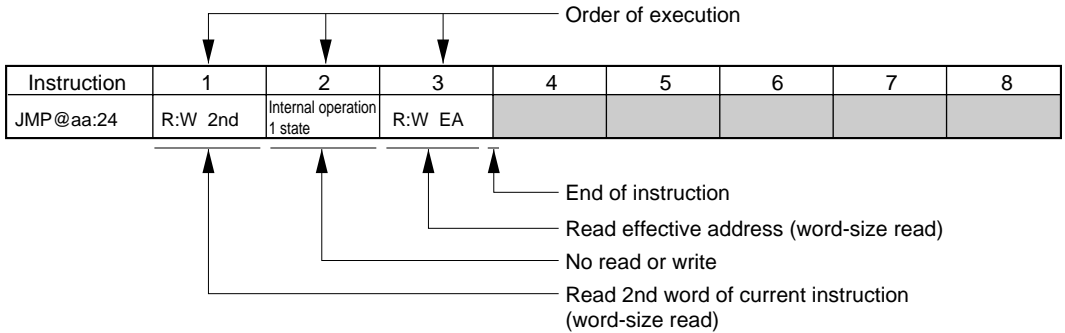 Order of execution
Instruction 1 2 3 4 5 6 7 8
JMP@aa:24 R:W 2nd Internal operation 1 state R:W EA
End of instruction
Read effective address (word-size read)
No read or write
Read 2nd word of current instruction
(word-size read)